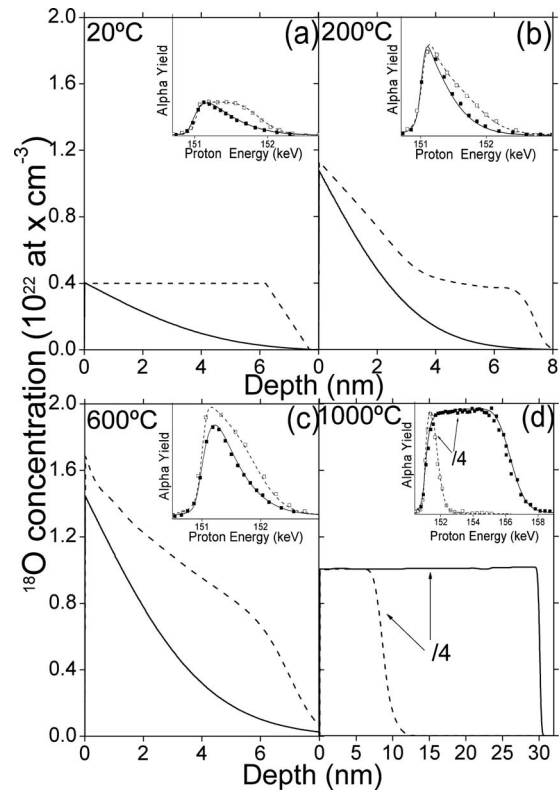 20ºC
(a)
Alpha Yield
151 152
Proton Energy (keV)
200ºC
(b)
Alpha Yield
151 152
Proton Energy (keV)
2.0
1.6
1.2
0.8
0.4
0.0
0 2 4 6
Depth (nm)
0 2 4 6 8
Depth (nm)
¹⁸O concentration (10²² at x cm⁻³)
600ºC
(c)
Alpha Yield
151 152
Proton Energy (keV)
1000ºC
(d)
Alpha Yield
/4
152 154 156 158
Proton Energy (keV)
2.0
1.6
1.2
0.8
0.4
0.0
/4
0 2 4 6
Depth (nm)
0 5 10 15 20 25 30
Depth (nm)